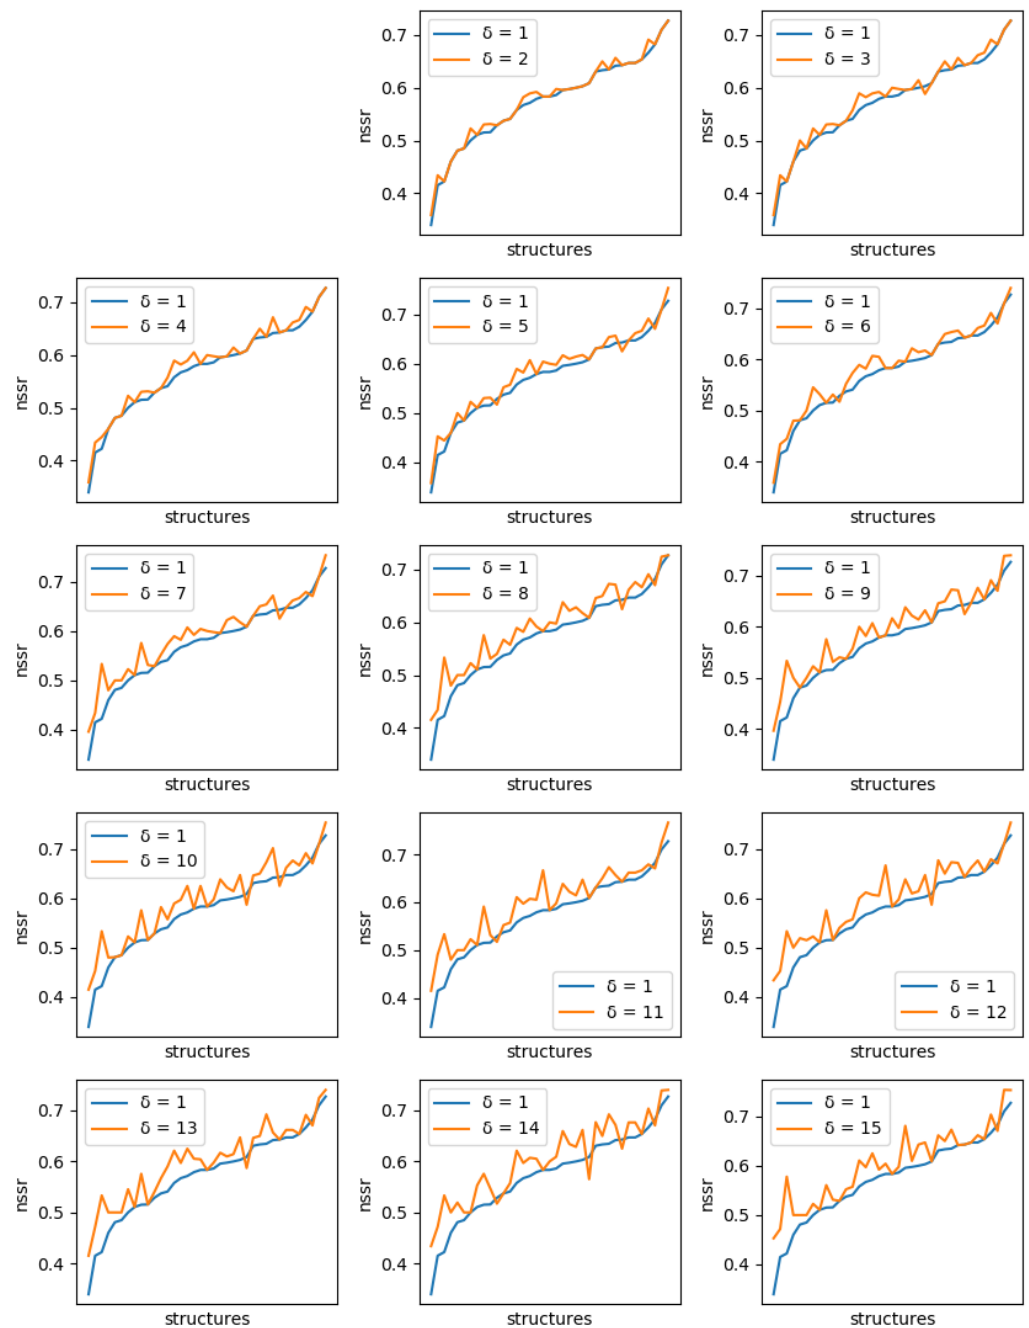 δ = 1
δ = 2
0.7
0.6
0.5
0.4
nssr
structures
δ = 1
δ = 3
0.7
0.6
0.5
0.4
nssr
structures
δ = 1
δ = 4
0.7
0.6
0.5
0.4
nssr
structures
δ = 1
δ = 5
0.7
0.6
0.5
0.4
nssr
structures
δ = 1
δ = 6
0.7
0.6
0.5
0.4
nssr
structures
δ = 1
δ = 7
0.7
0.6
0.5
0.4
nssr
structures
δ = 1
δ = 8
0.7
0.6
0.5
0.4
nssr
structures
δ = 1
δ = 9
0.7
0.6
0.5
0.4
nssr
structures
δ = 1
δ = 10
0.7
0.6
0.5
0.4
nssr
structures
0.7
0.6
0.5
0.4
nssr
δ = 1
δ = 11
structures
0.7
0.6
0.5
0.4
nssr
δ = 1
δ = 12
structures
δ = 1
δ = 13
0.7
0.6
0.5
0.4
nssr
structures
δ = 1
δ = 14
0.7
0.6
0.5
0.4
nssr
structures
δ = 1
δ = 15
0.7
0.6
0.5
0.4
nssr
structures